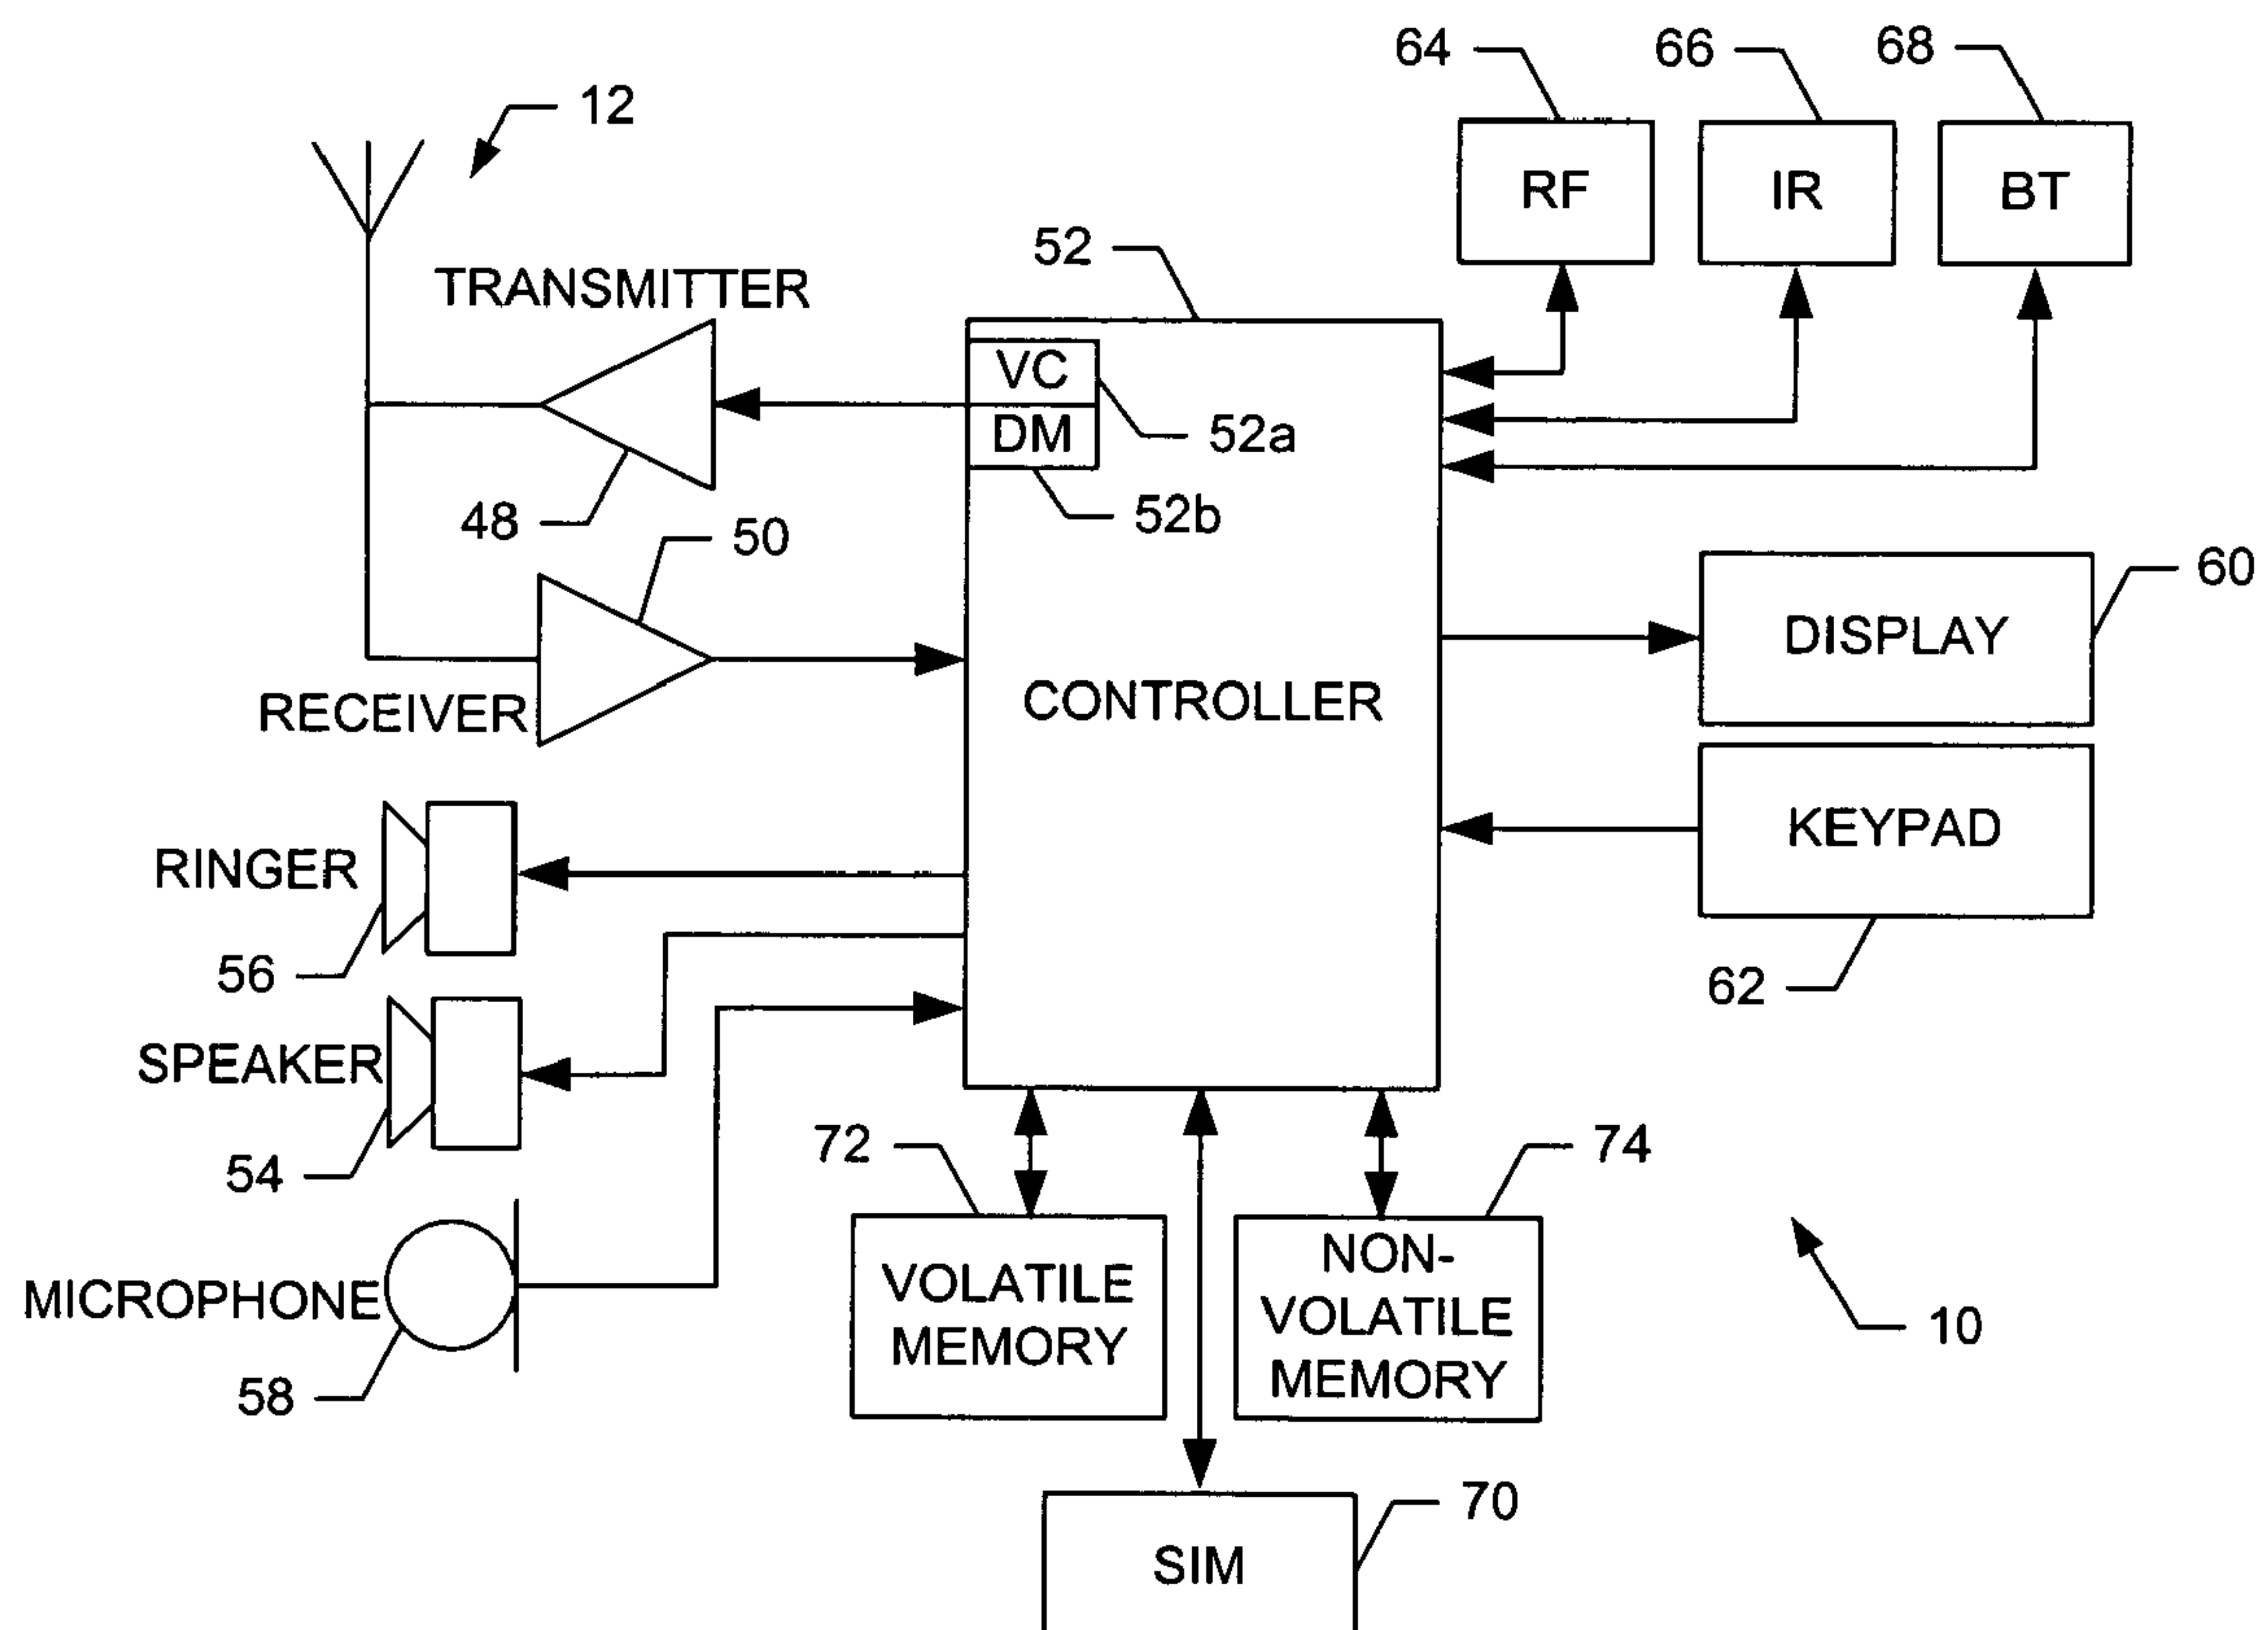 64
66
68
12
RF
IR
BT
52
TRANSMITTER
VC
DM
52a
52b
48
50
60
DISPLAY
RECEIVER
CONTROLLER
KEYPAD
RINGER
56
62
SPEAKER
54
72
74
MICROPHONE
58
VOLATILE
MEMORY
NON-
VOLATILE
MEMORY
10
70
SIM